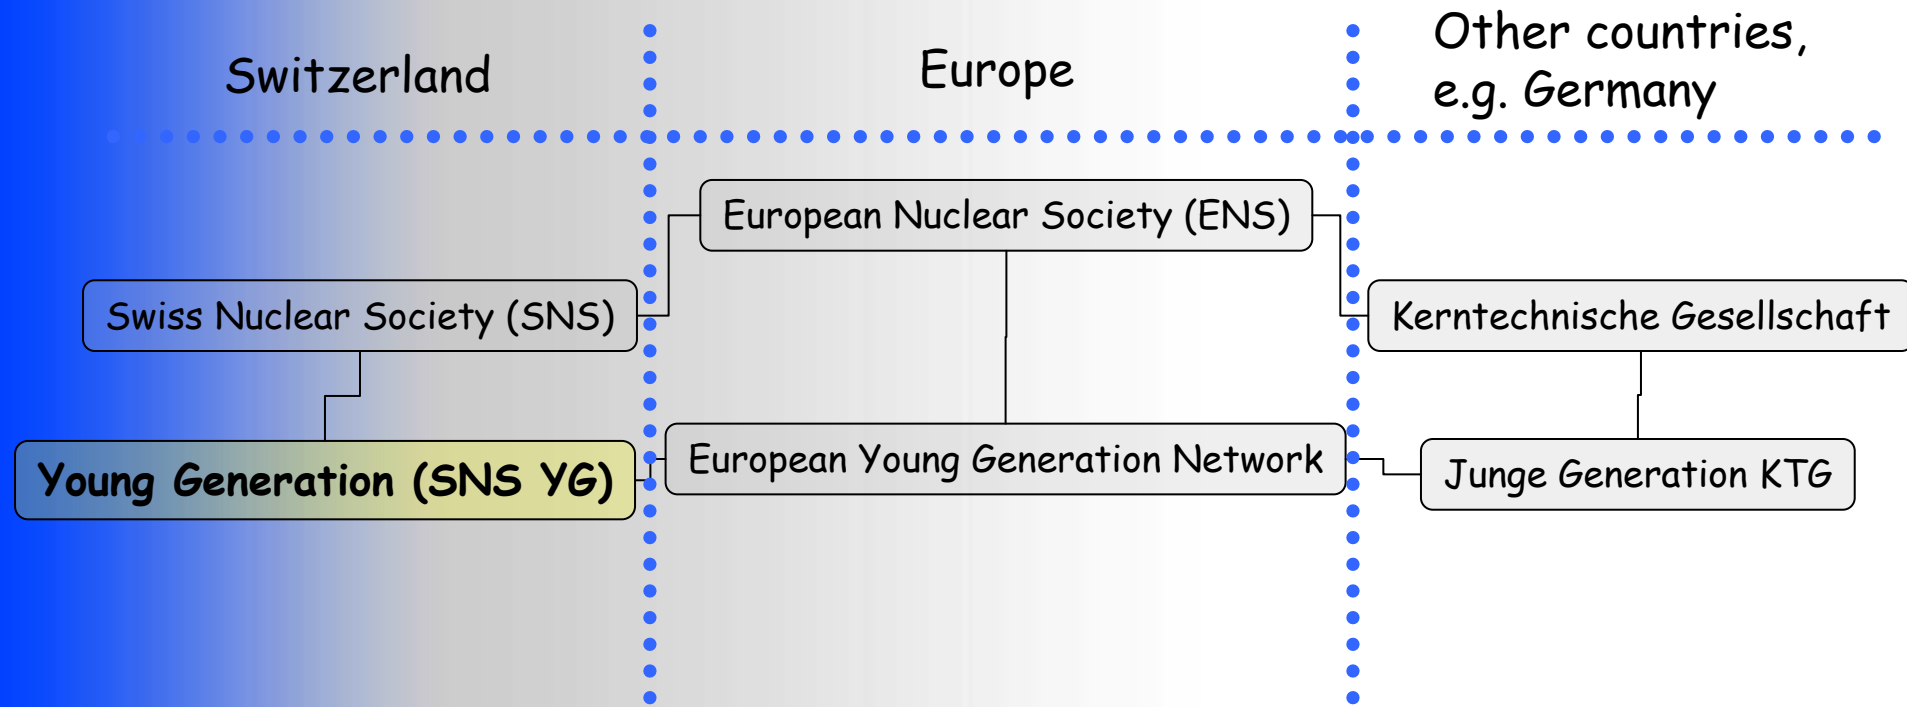 Switzerland
Europe
Other countries,
e.g. Germany
European Nuclear Society (ENS)
Swiss Nuclear Society (SNS)
Kerntechnische Gesellschaft
Young Generation (SNS YG)
European Young Generation Network
Junge Generation KTG